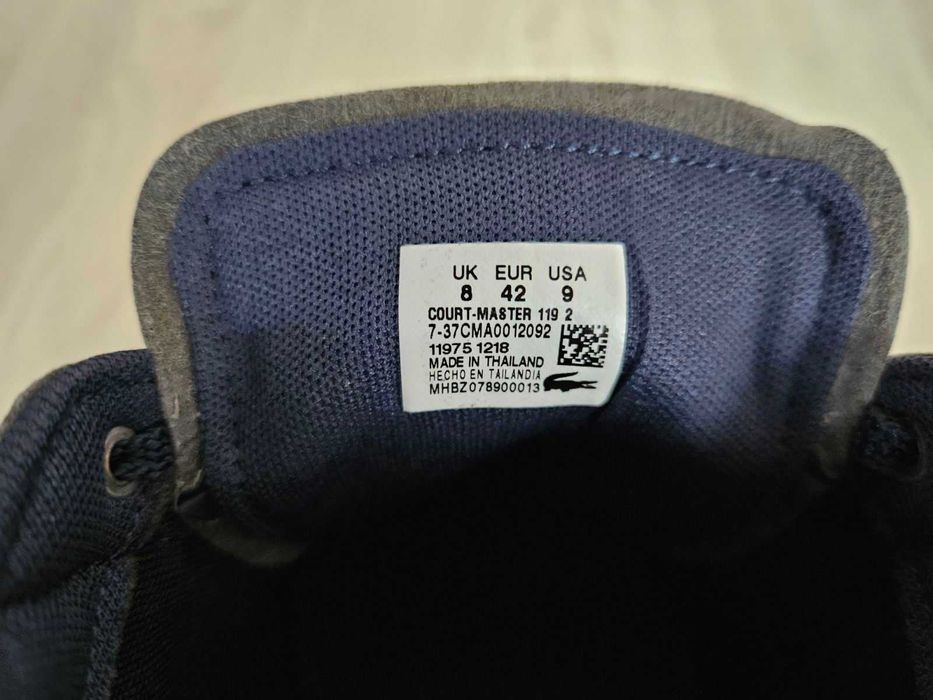 UK EUR USA
8 42 9
COURT-MASTER 119 2
7-37CMA0012092
11975 1218
MADE IN THAILAND
HECHO EN TAILANDIA
MHBZ078900013